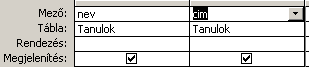 Mező: nev cim
Tábla: Tanulok Tanulok
Rendezés:
Megjelenítés: